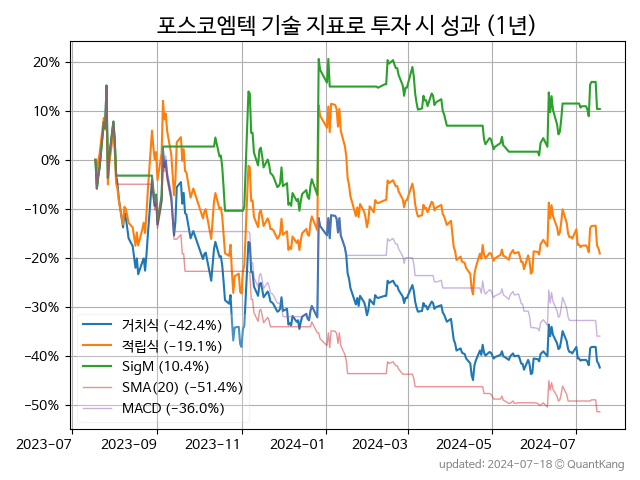 포스코엠텍 기술 지표로 투자 시 성과 (1년)
20%
10%
0%
−10%
−20%
−30%
−40%
−50%
거치식 (−42.4%)
적립식 (−19.1%)
SigM (10.4%)
SMA(20) (−51.4%)
MACD (−36.0%)
2023−07 2023−09 2023−11 2024−01 2024−03 2024−05 2024−07
updated: 2024-07-18 © QuantKang